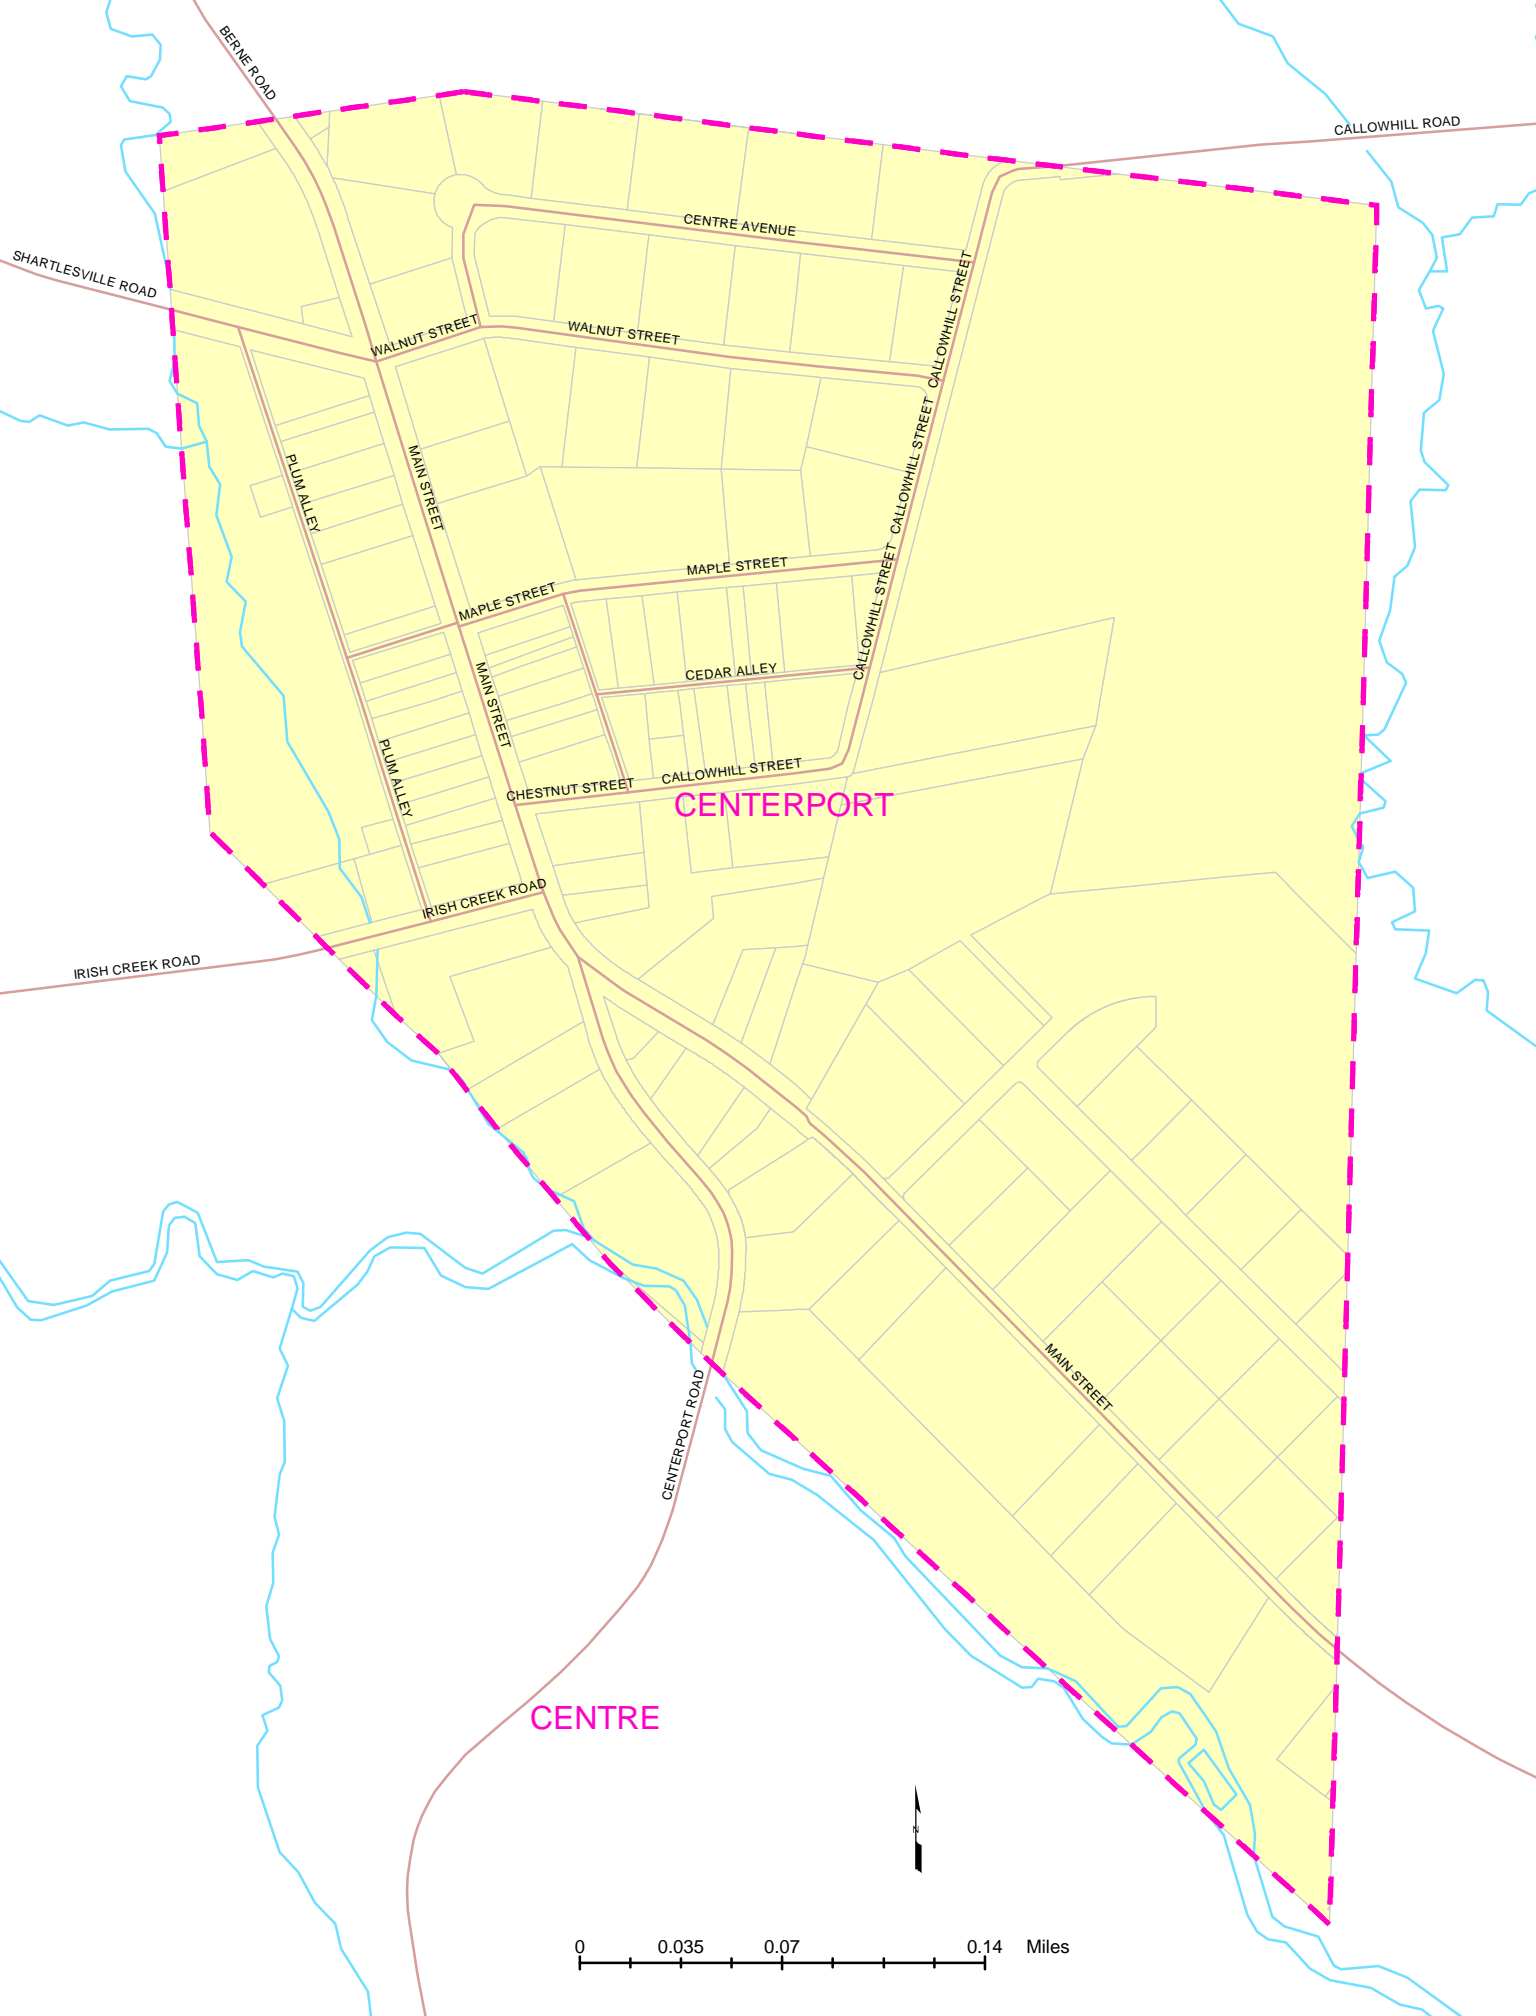 BERNE ROAD
CALLOWHILL ROAD
CENTRE AVENUE
SHARTLESVILLE ROAD
CALLOWHILL STREET
WALNUT STREET
WALNUT STREET
CALLOWHILL STREET
PLUM ALLEY
MAIN STREET
MAPLE STREET
MAPLE STREET
CALLOWHILL STREET
CEDAR ALLEY
MAIN STREET
PLUM ALLEY
CHESTNUT STREET
CALLOWHILL STREET
CENTERPORT
IRISH CREEK ROAD
IRISH CREEK ROAD
MAIN STREET
CENTERPORT ROAD
CENTRE
N
0 0.035 0.07 0.14 Miles